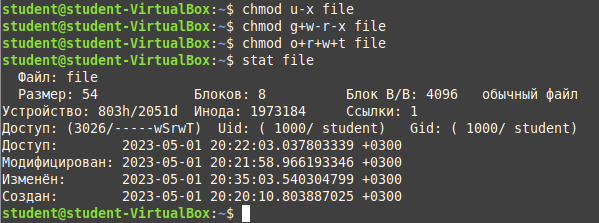 student@student-VirtualBox:~$ chmod u-x file
student@student-VirtualBox:~$ chmod g+w-r-x file
student@student-VirtualBox:~$ chmod o+r+w+t file
student@student-VirtualBox:~$ stat file
Файл: file
Размер: 54 Блоков: 8 Блок В/В: 4096 обычный файл
Устройство: 803h/2051d Инода: 1973184 Ссылки: 1
Доступ: (3026/-----wSrwT) Uid: ( 1000/ student) Gid: ( 1000/ student)
Доступ: 2023-05-01 20:22:03.037803339 +0300
Модифицирован: 2023-05-01 20:21:58.966193346 +0300
Изменён: 2023-05-01 20:35:03.540304799 +0300
Создан: 2023-05-01 20:20:10.803887025 +0300
student@student-VirtualBox:~$